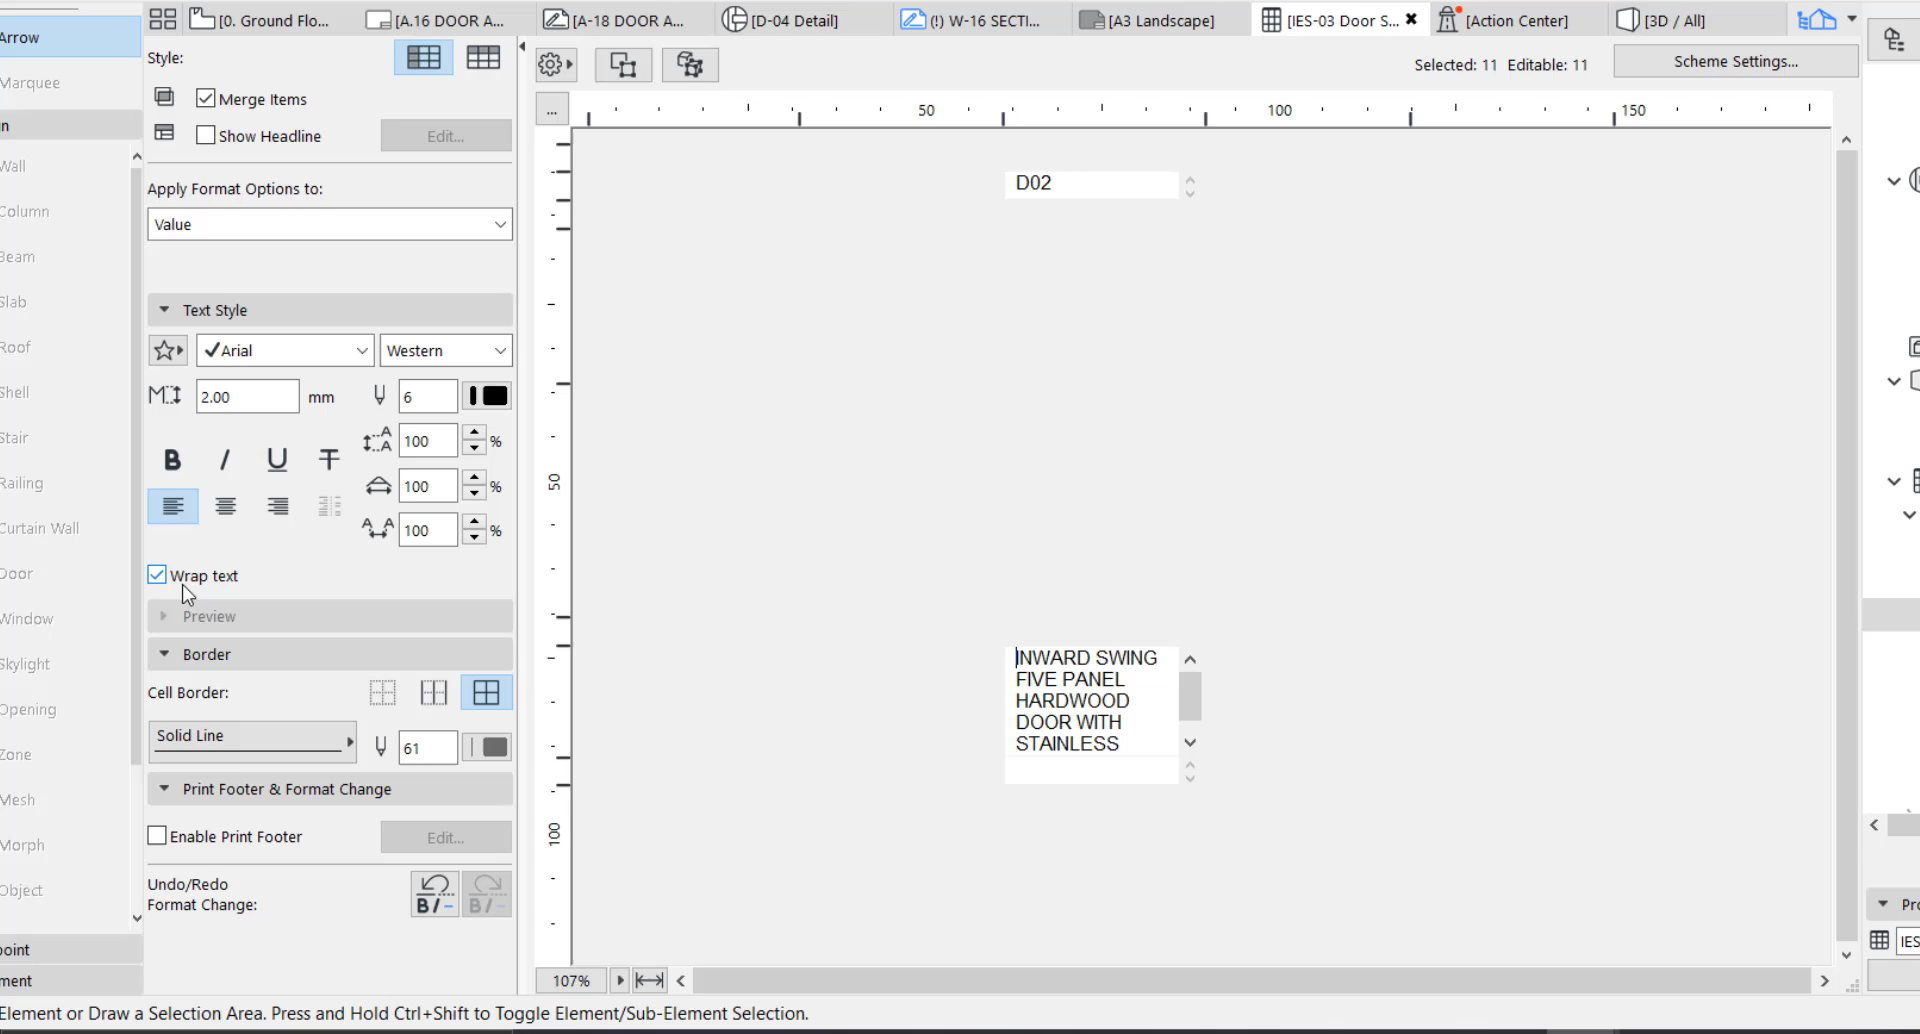 [0. Ground Flo...
[A.16 DOOR A...
[A-18 DOOR A...
[D-04 Detail]
(!) W-16 SECTI...
[A3 Landscape]
[IES-03 Door S...
[Action Center]
[3D / All]
Arrow
Marquee
Wall
Column
Beam
Slab
Roof
Shell
Stair
Railing
Curtain Wall
Door
Window
Skylight
Opening
Zone
Mesh
Morph
Object
point
ment
Style:
Merge Items
Show Headline
Edit...
Apply Format Options to:
Value
Text Style
Arial
Western
2.00
mm
6
100
%
B
I
U
T
100
%
100
%
Wrap text
Preview
Border
Cell Border:
Solid Line
61
Print Footer & Format Change
Enable Print Footer
Edit...
Undo/Redo
Format Change:
B/–
B/–
Selected: 11 Editable: 11
Scheme Settings...
...
50
100
150
50
100
D02
INWARD SWING
FIVE PANEL
HARDWOOD
DOOR WITH
STAINLESS
107%
Pro
IES
Element or Draw a Selection Area. Press and Hold Ctrl+Shift to Toggle Element/Sub-Element Selection.